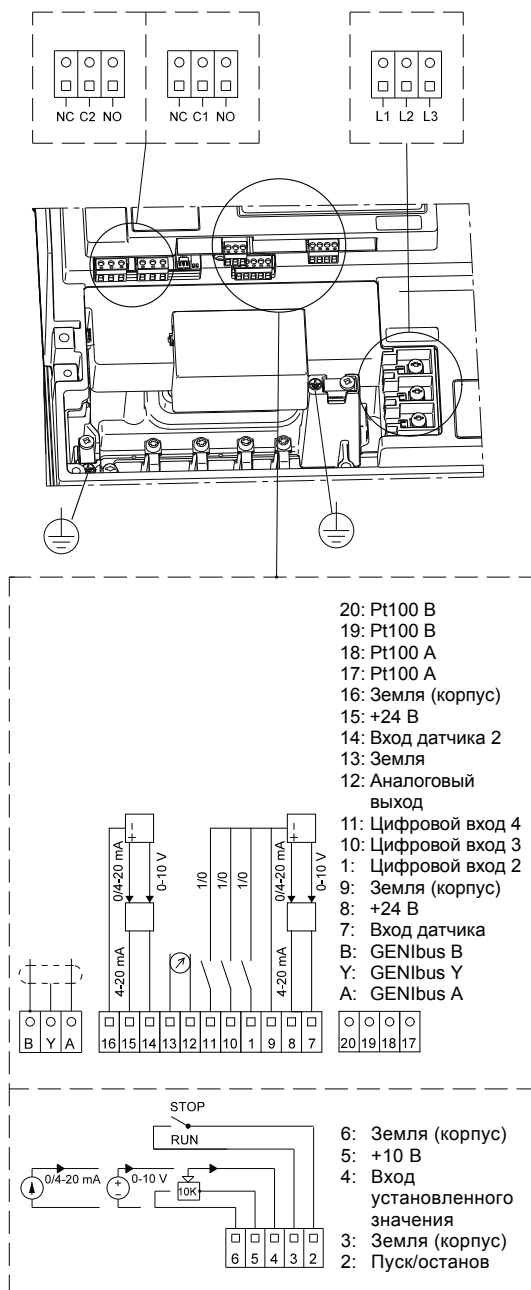 NC C2 NO
NC C1 NO
L1 L2 L3
20: Pt100 B
19: Pt100 B
18: Pt100 A
17: Pt100 A
16: Земля (корпус)
15: +24 В
14: Вход датчика 2
13: Земля
12: Аналоговый
выход
11: Цифровой вход 4
10: Цифровой вход 3
1: Цифровой вход 2
9: Земля (корпус)
8: +24 В
7: Вход датчика
B: GENIbus B
Y: GENIbus Y
A: GENIbus A
- +
0/4-20 mA
0-10 V
4-20 mA
1/0
1/0
1/0
- +
0/4-20 mA
0-10 V
4-20 mA
B Y A
16 15 14 13 12 11 10 1 9 8 7
20 19 18 17
STOP
RUN
0/4-20 mA
+ -
0-10 V
10K
6 5 4 3 2
6: Земля (корпус)
5: +10 В
4: Вход
установленного
значения
3: Земля (корпус)
2: Пуск/останов